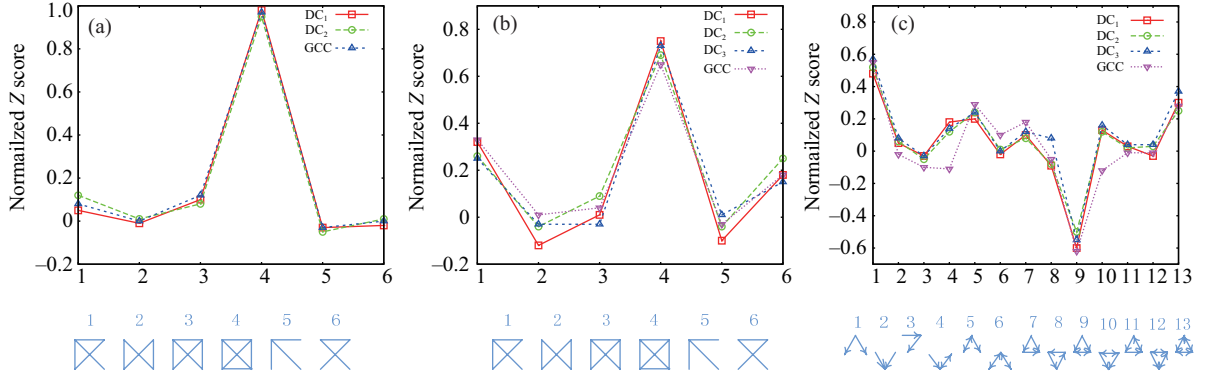 (a)
DC₁
DC₂
GCC
Normailzed Z score
1.0
0.8
0.6
0.4
0.2
0
–0.2
1 2 3 4 5 6
1 2 3 4 5 6
(b)
DC₁
DC₂
DC₃
GCC
Normailzed Z score
0.8
0.6
0.4
0.2
0
–0.2
1 2 3 4 5 6
1 2 3 4 5 6
(c)
DC₁
DC₂
DC₃
GCC
Normailzed Z score
0.8
0.6
0.4
0.2
0
–0.2
–0.4
–0.6
1 2 3 4 5 6 7 8 9 10 11 12 13
1 2 3 4 5 6 7 8 9 10 11 12 13